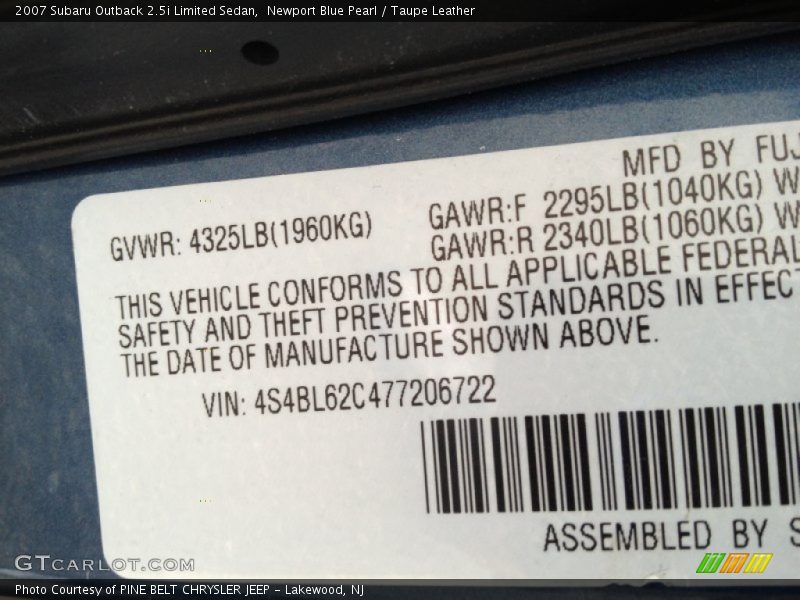 2007 Subaru Outback 2.5i Limited Sedan,  Newport Blue Pearl / Taupe Leather
MFD BY FUJ
GVWR: 4325LB(1960KG)
GAWR:F 2295LB(1040KG) W
GAWR:R 2340LB(1060KG) W
THIS VEHICLE CONFORMS TO ALL APPLICABLE FEDERAL
SAFETY AND THEFT PREVENTION STANDARDS IN EFFECT
THE DATE OF MANUFACTURE SHOWN ABOVE.
VIN: 4S4BL62C477206722
ASSEMBLED BY S
GTCARLOT.COM
Photo Courtesy of PINE BELT CHRYSLER JEEP - Lakewood, NJ